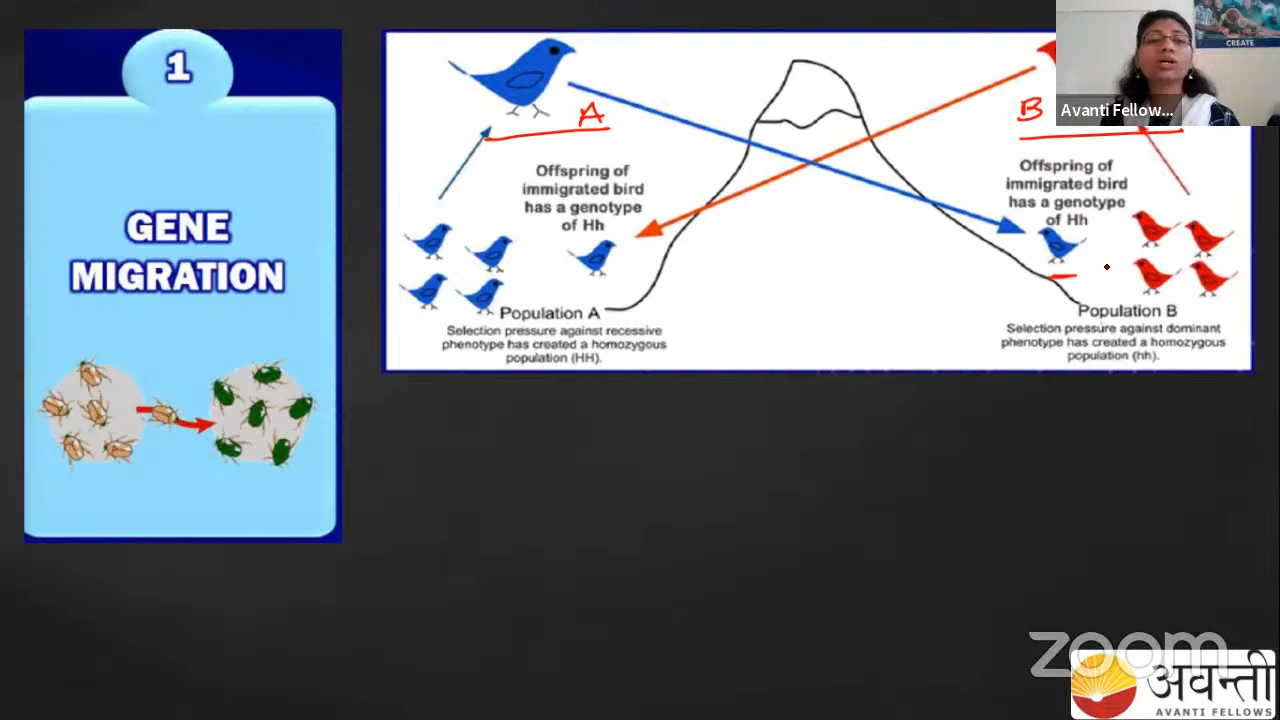 1
GENE
MIGRATION
A
Offspring of
immigrated bird
has a genotype
of Hh
Population A
Selection pressure against recessive
phenotype has created a homozygous
population (HH).
B
Offspring of
immigrated bird
has a genotype
of Hh
Population B
Selection pressure against dominant
phenotype has created a homozygous
population (hh).
CREATE
Avanti Fellow...
zoom
अवन्ती
AVANTI FELLOWS